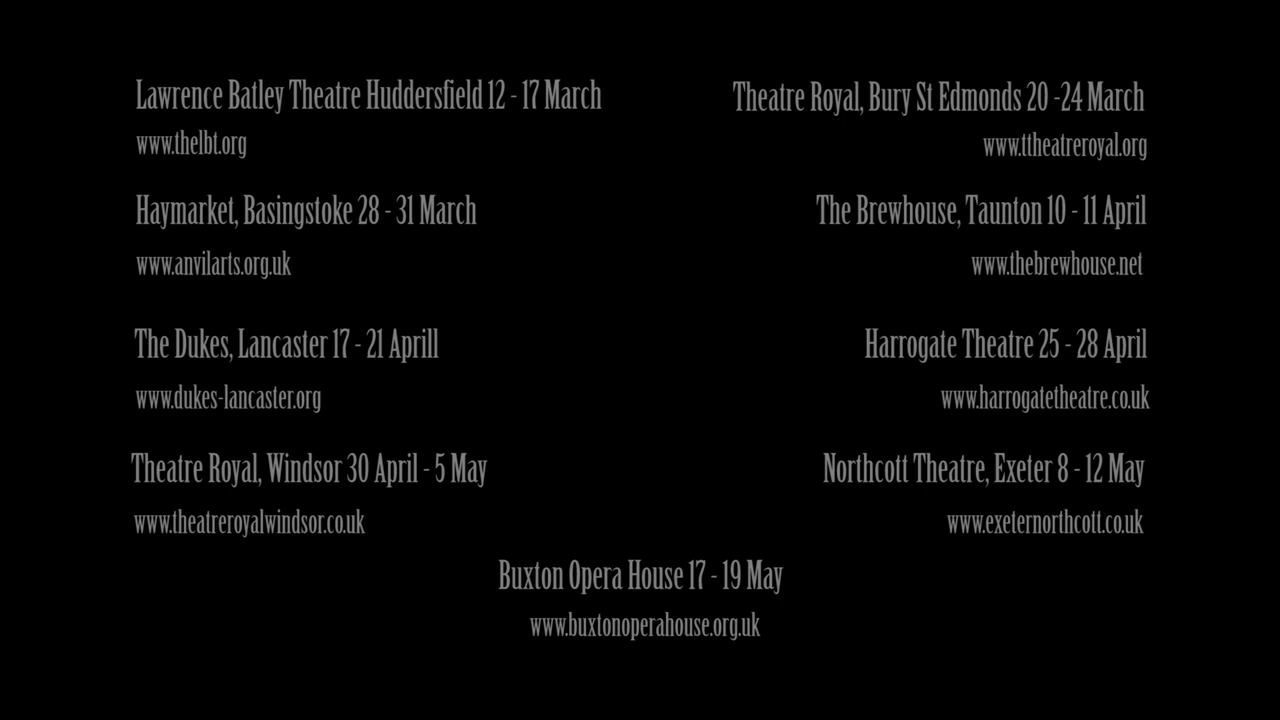 Lawrence Batley Theatre Huddersfield 12 - 17 March
www.thelbt.org
Theatre Royal, Bury St Edmonds 20 -24 March
www.ttheatreroyal.org
Haymarket, Basingstoke 28 - 31 March
www.anvilarts.org.uk
The Brewhouse, Taunton 10 - 11 April
www.thebrewhouse.net
The Dukes, Lancaster 17 - 21 Aprill
www.dukes-lancaster.org
Harrogate Theatre 25 - 28 April
www.harrogatetheatre.co.uk
Theatre Royal, Windsor 30 April - 5 May
www.theatreroyalwindsor.co.uk
Northcott Theatre, Exeter 8 - 12 May
www.exeternorthcott.co.uk
Buxton Opera House 17 - 19 May
www.buxtonoperahouse.org.uk